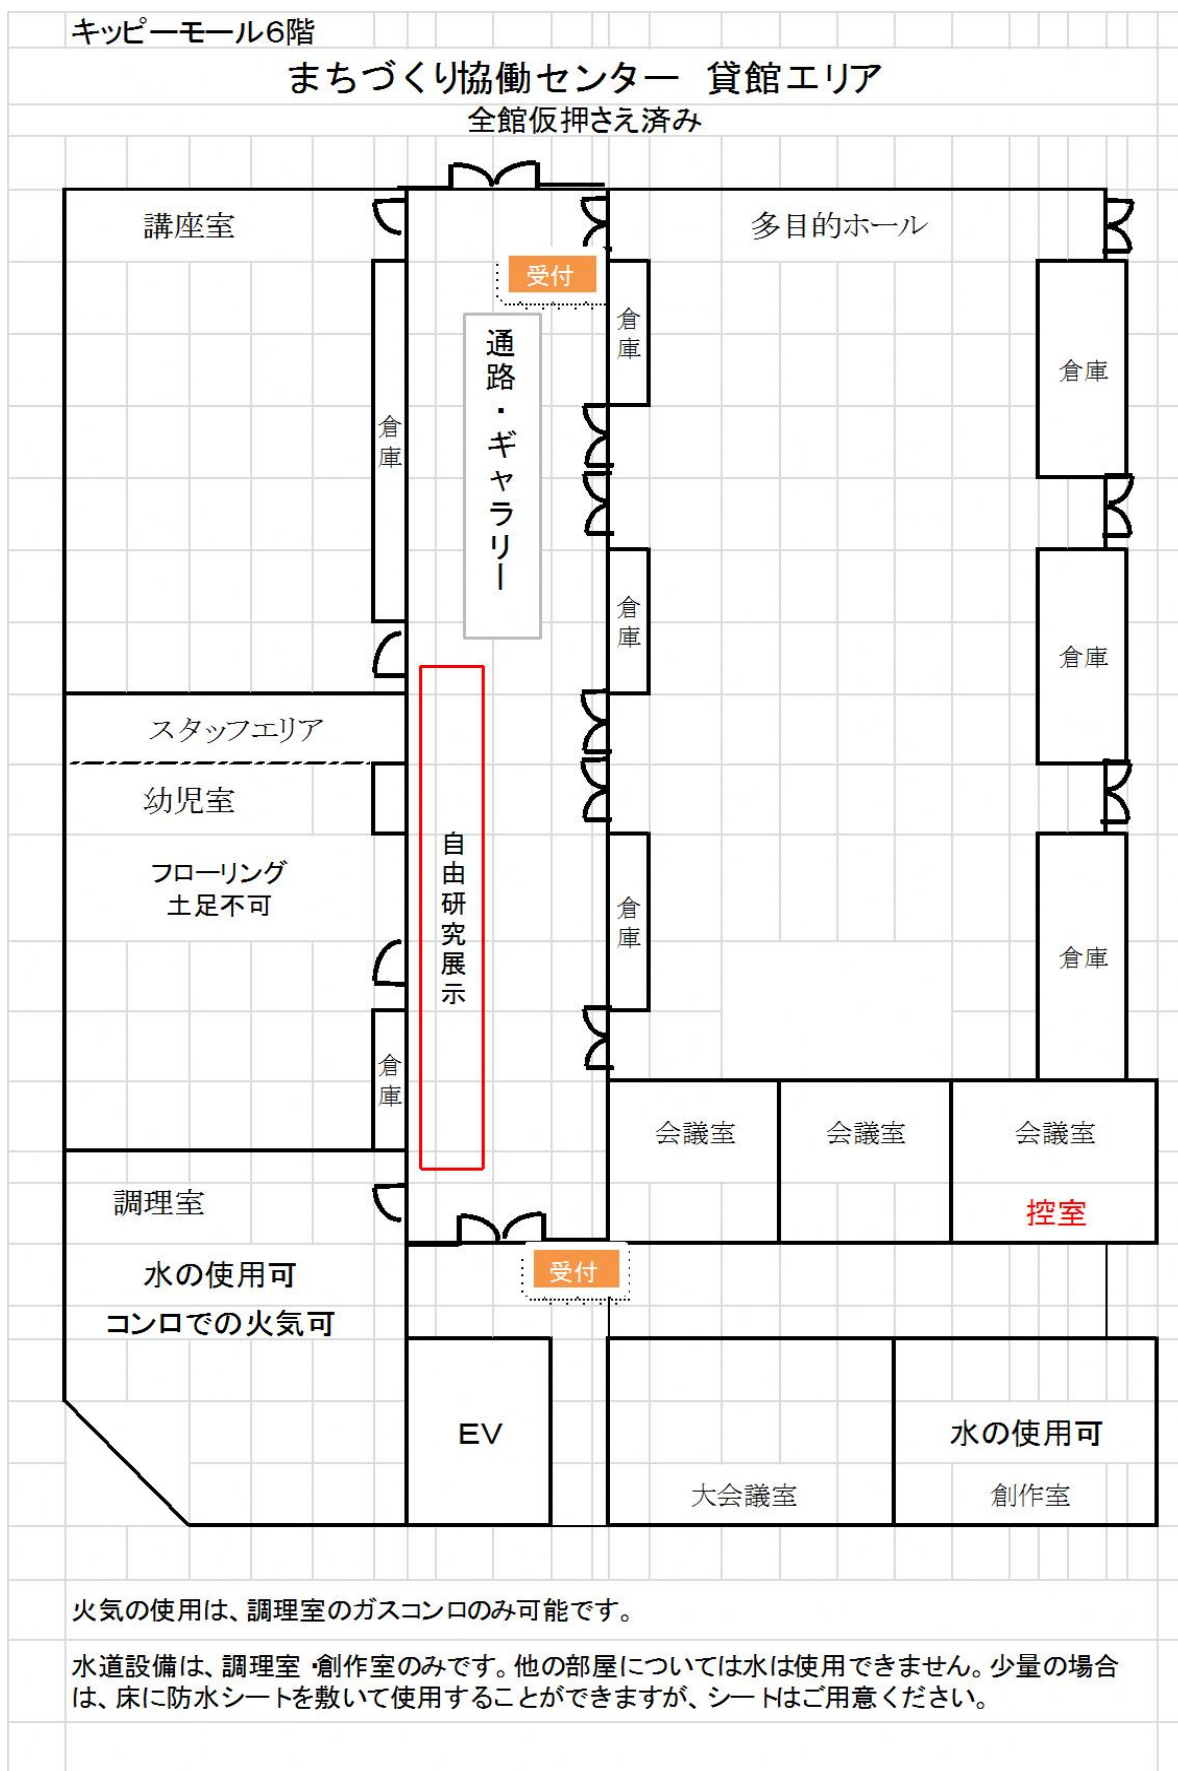 キッピーモール6階
まちづくり協働センター 貸館エリア
全館仮押さえ済み
講座室
多目的ホール
受付
倉庫
倉庫
通路・ギャラリー
倉庫
倉庫
倉庫
スタッフエリア
幼児室
フローリング
土足不可
自由研究展示
倉庫
倉庫
倉庫
会議室
会議室
会議室
控室
調理室
水の使用可
コンロでの火気可
受付
EV
水の使用可
大会議室
創作室
火気の使用は、調理室のガスコンロのみ可能です。
水道設備は、調理室・創作室のみです。他の部屋については水は使用できません。少量の場合
は、床に防水シートを敷いて使用することができますが、シートはご用意ください。